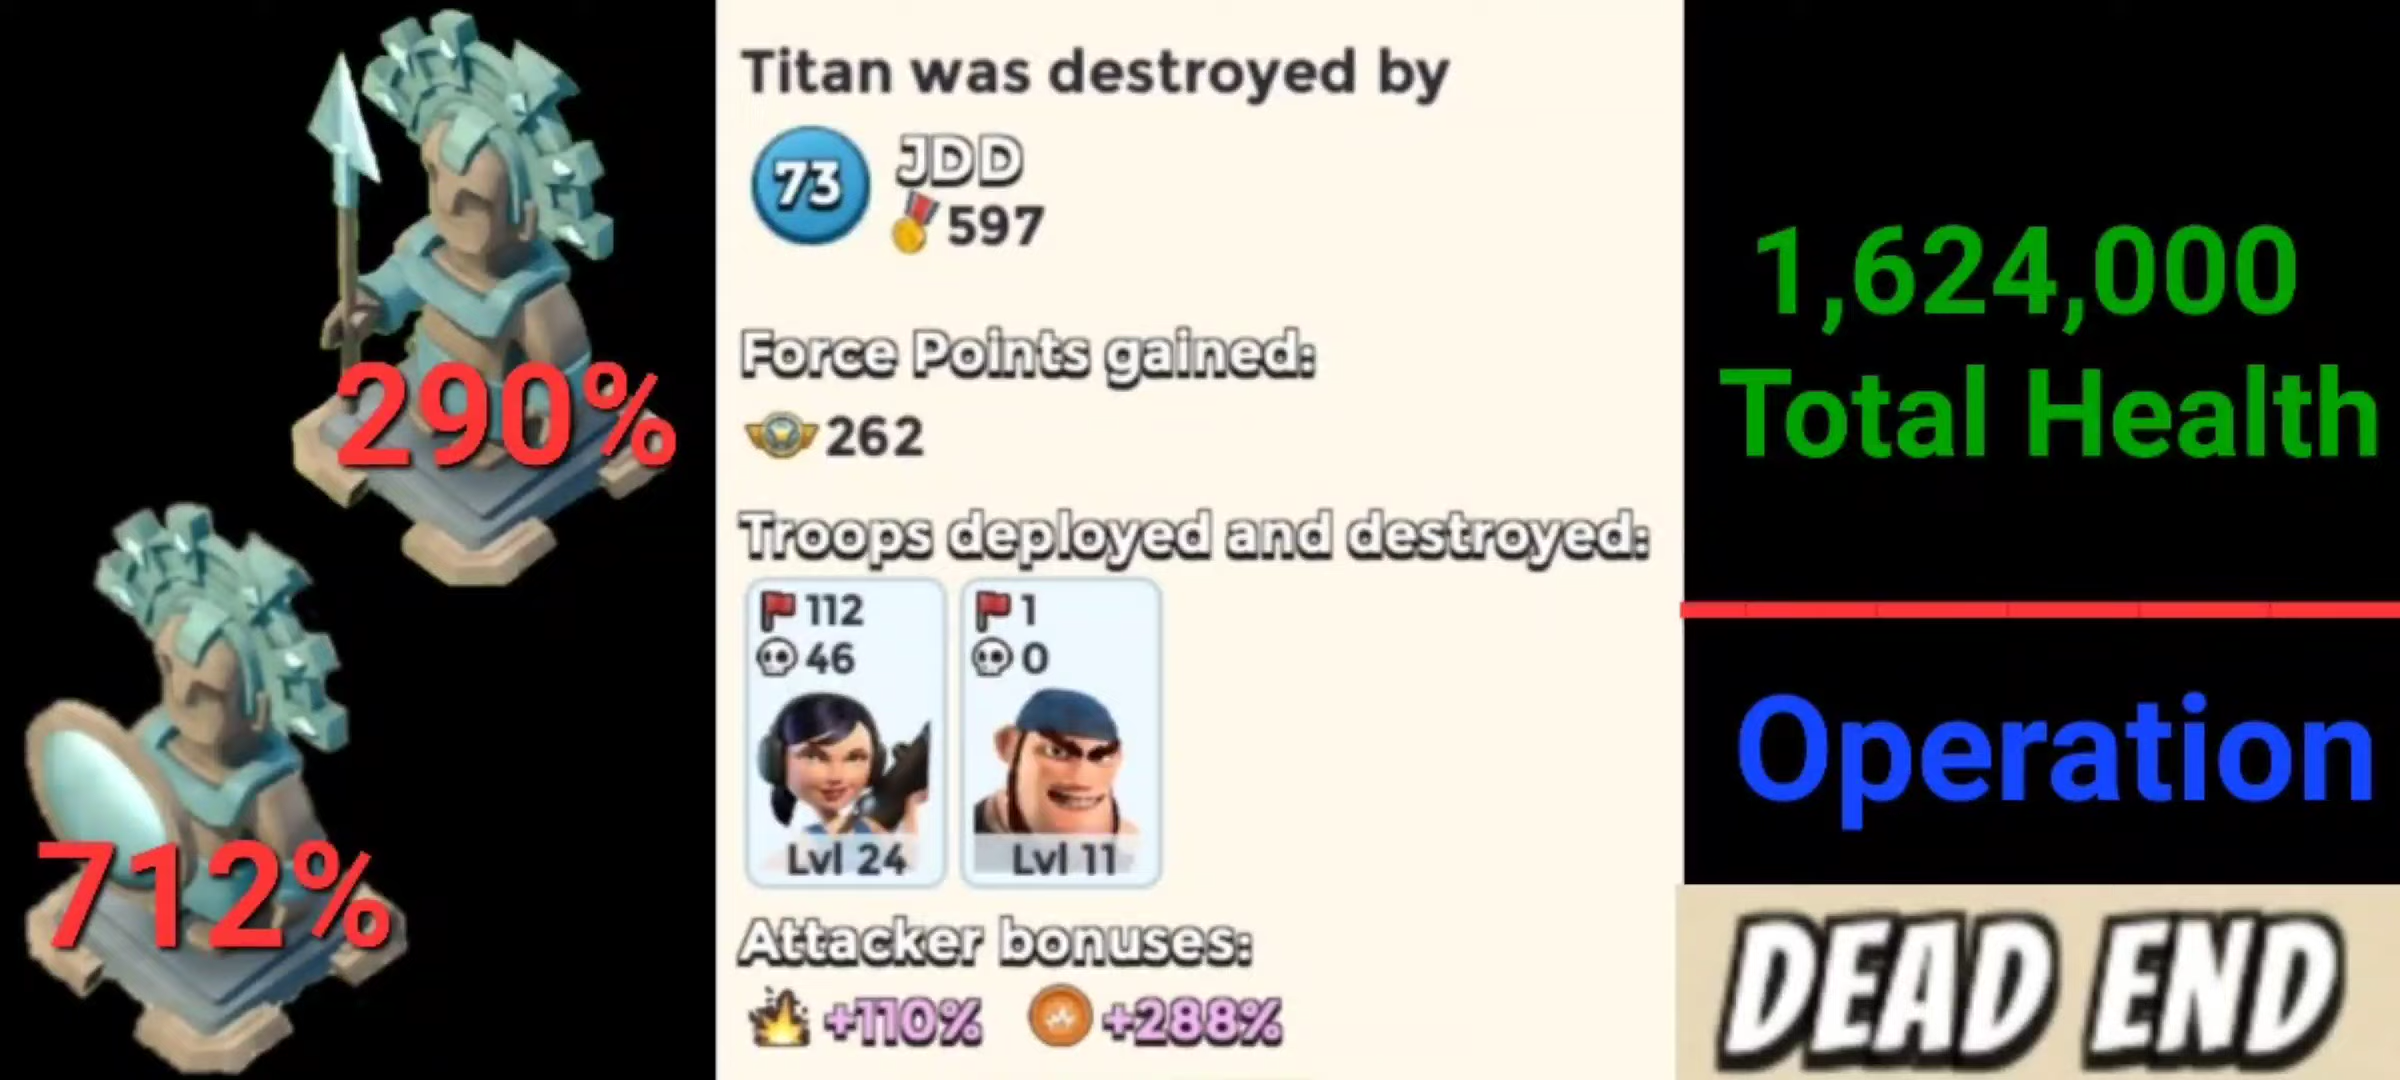 290%
712%
Titan was destroyed by
73
JDD
597
Force Points gained:
262
Troops deployed and destroyed:
112
46
Lvl 24
1
0
Lvl 11
Attacker bonuses:
+110%
+288%
1,624,000
Total Health
Operation
DEAD END